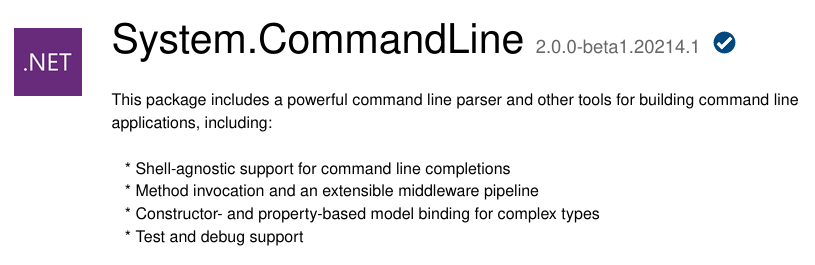 .NET
System.CommandLine 2.0.0-beta1.20214.1
This package includes a powerful command line parser and other tools for building command line
applications, including:
* Shell-agnostic support for command line completions
* Method invocation and an extensible middleware pipeline
* Constructor- and property-based model binding for complex types
* Test and debug support